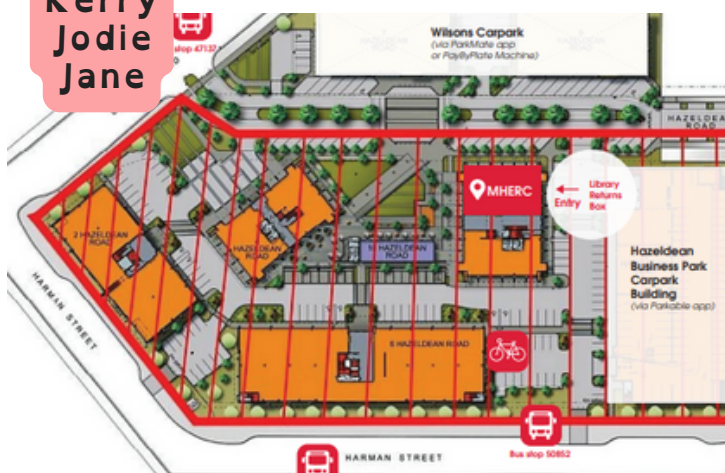 Kerry
Jodie
Jane
stop 47137
Wilsons Carpark
(via ParkMate app
or PayByPlate Machine)
HAZELDEAN
ROAD
MHERC
Entry
Library
Returns
Box
2 HAZELDEAN
ROAD
HAZELDEAN
ROAD
HAZELDEAN
ROAD
Hazeldean
Business Park
Carpark
Building
(via Parkable app)
HARMAN STREET
6 HAZELDEAN ROAD
Bus stop 50852
HARMAN STREET